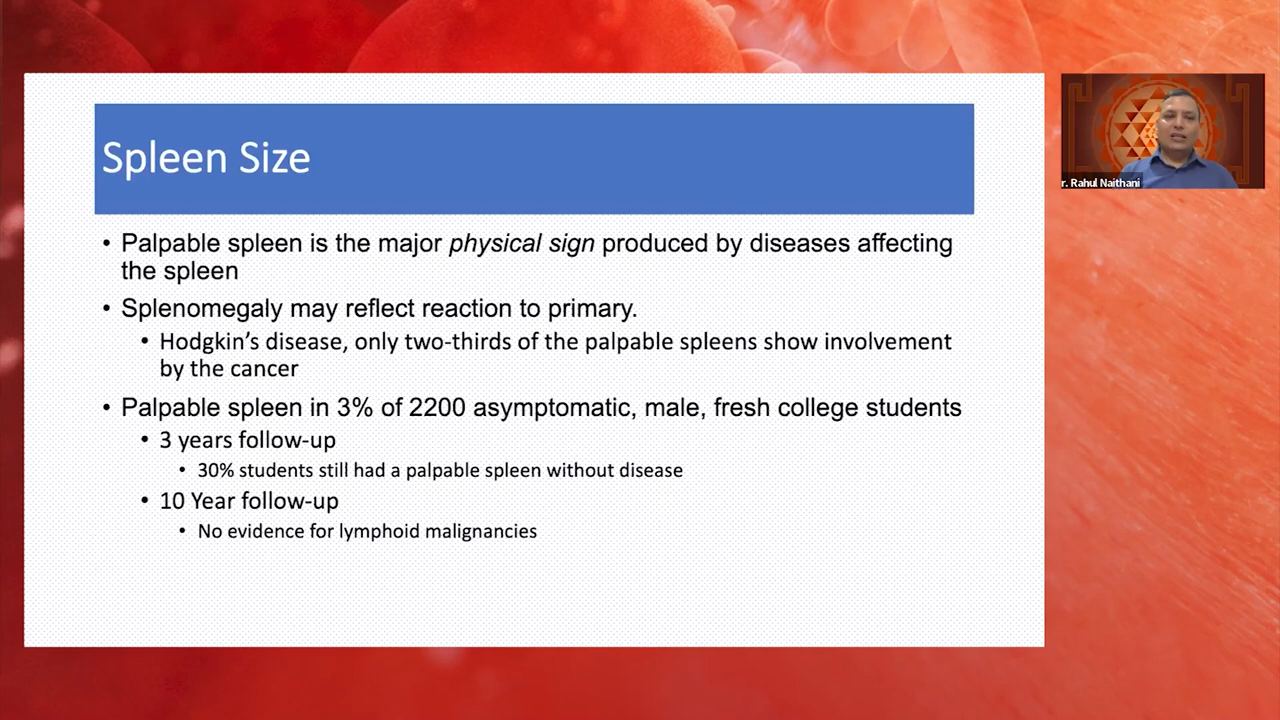 Spleen Size
• Palpable spleen is the major physical sign produced by diseases affecting
the spleen
• Splenomegaly may reflect reaction to primary.
• Hodgkin's disease, only two-thirds of the palpable spleens show involvement
by the cancer
• Palpable spleen in 3% of 2200 asymptomatic, male, fresh college students
• 3 years follow-up
• 30% students still had a palpable spleen without disease
• 10 Year follow-up
• No evidence for lymphoid malignancies
r. Rahul Naithani